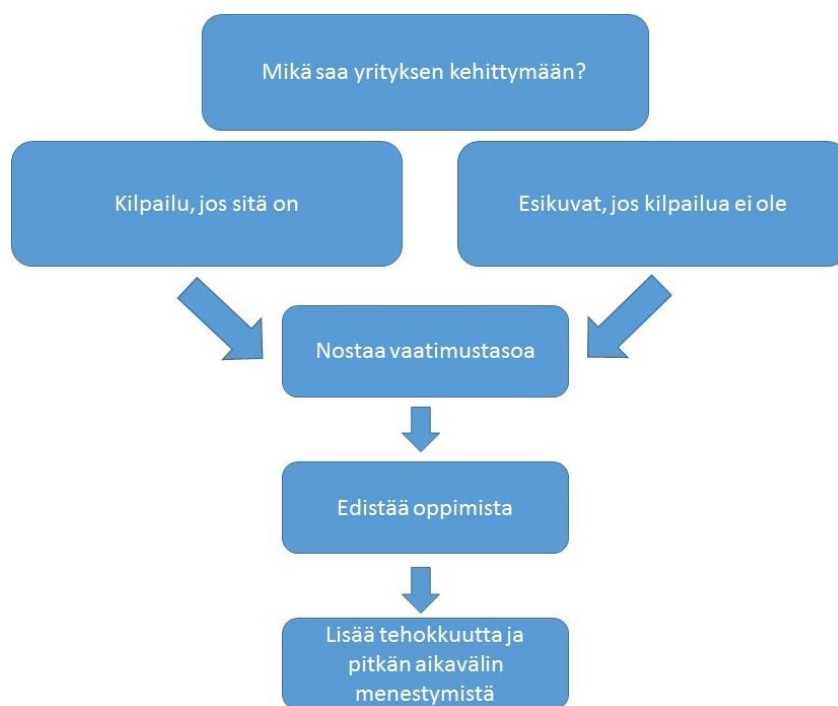 Mikä saa yrityksen kehittymään?
Kilpailu, jos sitä on
Esikuvat, jos kilpailua ei ole
Nostaa vaatimustasoa
Edistää oppimista
Lisää tehokkuutta ja
pitkän aikavälin
menestymistä